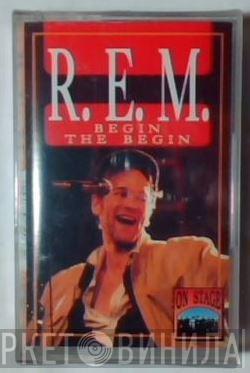 R. E. M.
BEGIN
THE BEGIN
ON STAGE
РКЕТ ВИНИЛА